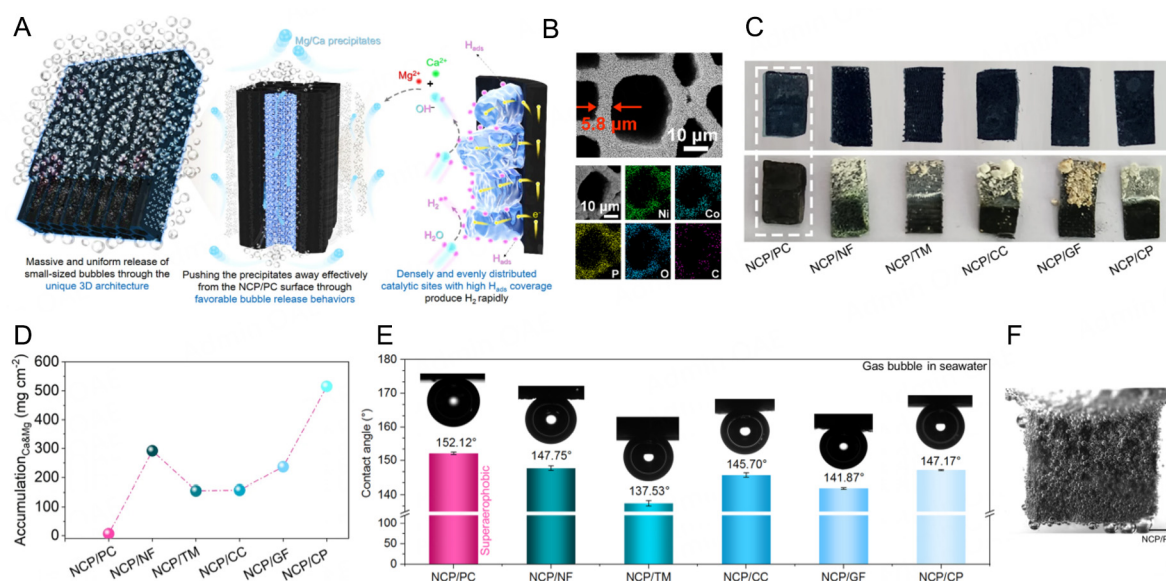 A
Mg/Ca precipitates
Massive and uniform release of
small-sized bubbles through the
unique 3D architecture
Pushing the precipitates away effectively
from the NCP/PC surface through
favorable bubble release behaviors
Hads
Ca2+
Mg2+
+
OH−
H2
H2O
e-
Hads
Densely and evenly distributed
catalytic sites with high Hads coverage
produce H2 rapidly
B
5.8 μm
10 μm
10 μm
Ni
Co
P
O
C
C
NCP/PC
NCP/NF
NCP/TM
NCP/CC
NCP/GF
NCP/CP
D
Accumulation Ca&Mg (mg cm−2)
600
500
400
300
200
100
0
NCP/PC
NCP/NF
NCP/TM
NCP/CC
NCP/GF
NCP/CP
E
Contact angle (°)
180
170
160
150
140
100
50
0
Gas bubble in seawater
152.12°
147.75°
137.53°
145.70°
141.87°
147.17°
Superaerophobic
NCP/PC
NCP/NF
NCP/TM
NCP/CC
NCP/GF
NCP/CP
F